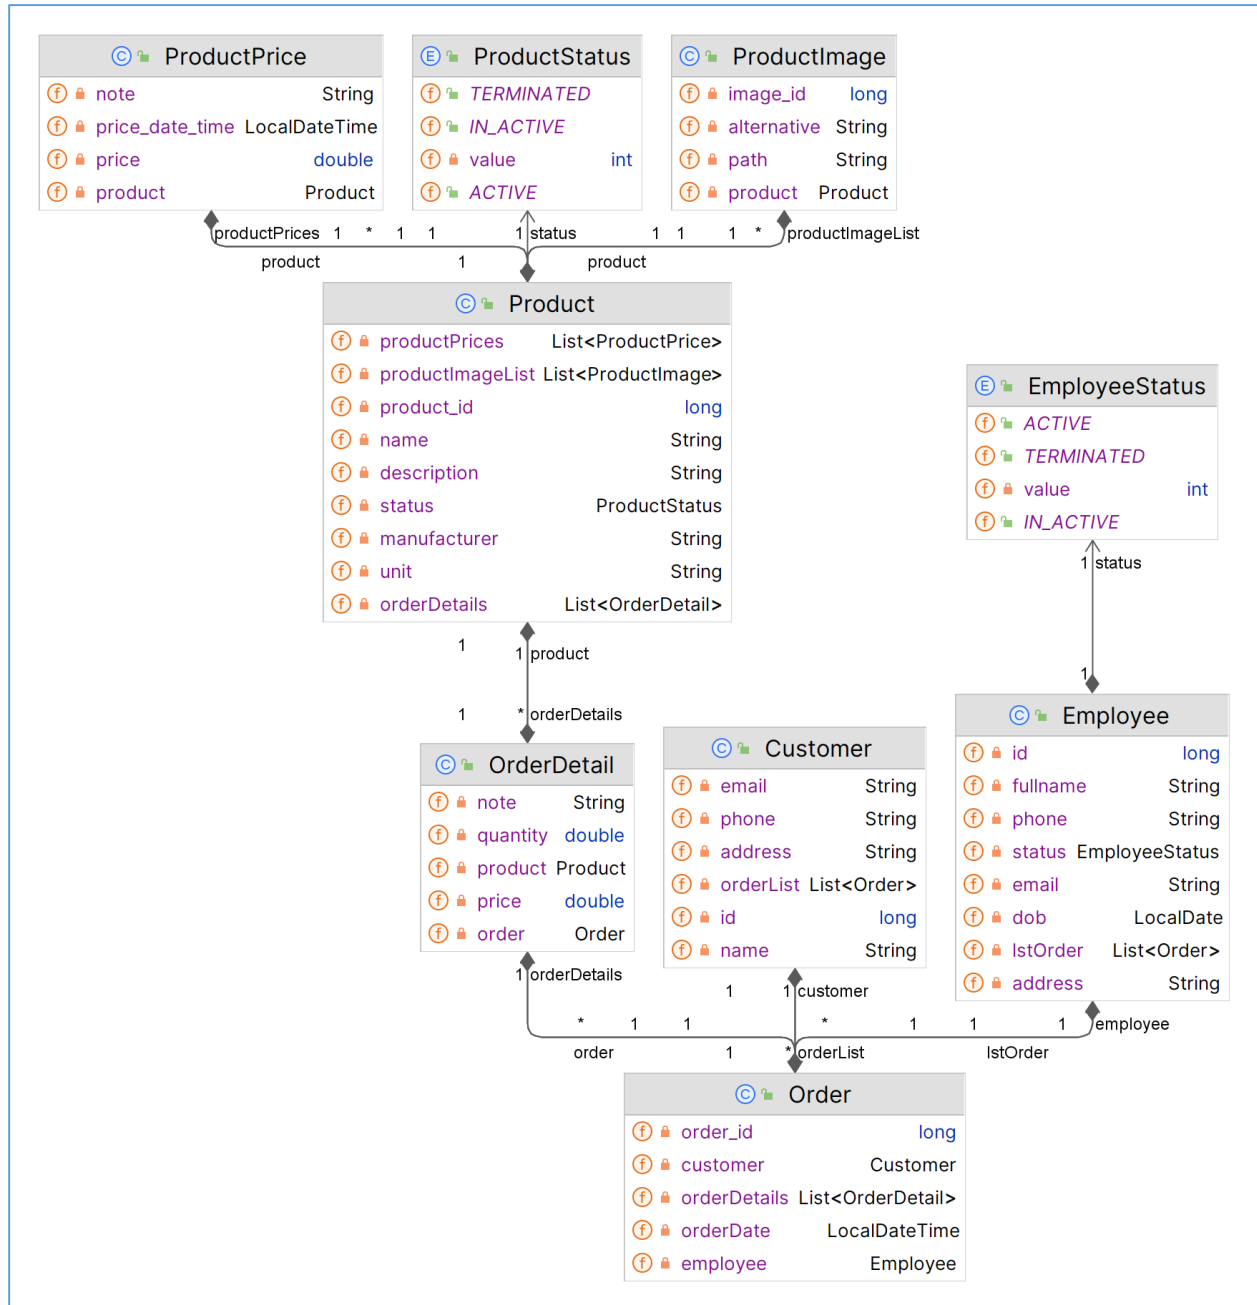 ProductPrice
note String
price_date_time LocalDateTime
price double
product Product
ProductStatus
TERMINATED
IN_ACTIVE
value int
ACTIVE
ProductImage
image_id long
alternative String
path String
product Product
productPrices 1 * 1 1 1 status 1 1 1 * productImageList
product 1 product
Product
productPrices List<ProductPrice>
productImageList List<ProductImage>
product_id long
name String
description String
status ProductStatus
manufacturer String
unit String
orderDetails List<OrderDetail>
EmployeeStatus
ACTIVE
TERMINATED
value int
IN_ACTIVE
1 status
1
1 1 product
1 * orderDetails
OrderDetail
note String
quantity double
product Product
price double
order Order
Customer
email String
phone String
address String
orderList List<Order>
id long
name String
Employee
id long
fullname String
phone String
status EmployeeStatus
email String
dob LocalDate
lstOrder List<Order>
address String
1 orderDetails 1 1 customer
* 1 1 * 1 1 1 employee
order 1 * orderList lstOrder
Order
order_id long
customer Customer
orderDetails List<OrderDetail>
orderDate LocalDateTime
employee Employee